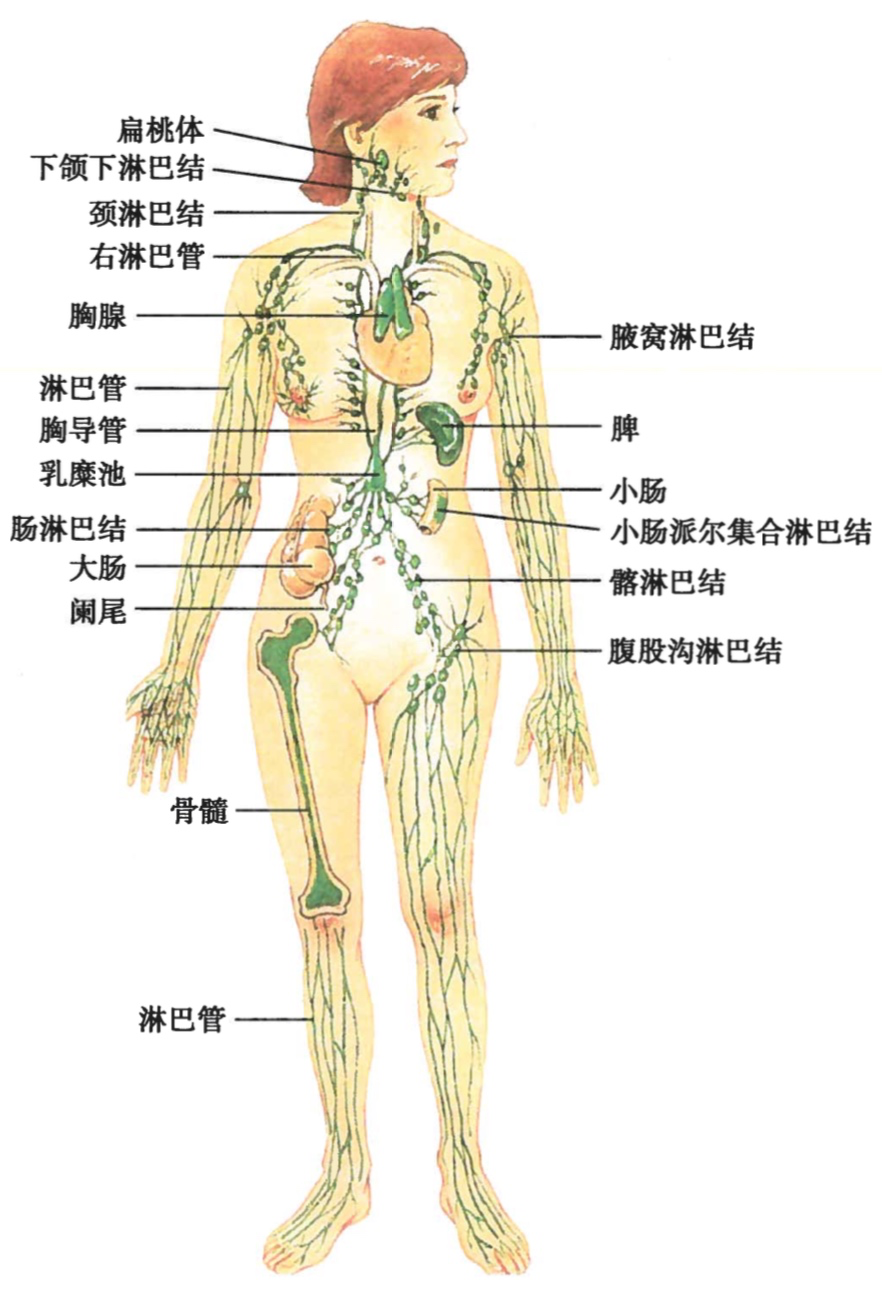 扁桃体
下颌下淋巴结
颈淋巴结
右淋巴管
胸腺
淋巴管
胸导管
乳糜池
肠淋巴结
大肠
阑尾
骨髓
淋巴管
腋窝淋巴结
脾
小肠
小肠派尔集合淋巴结
髂淋巴结
腹股沟淋巴结